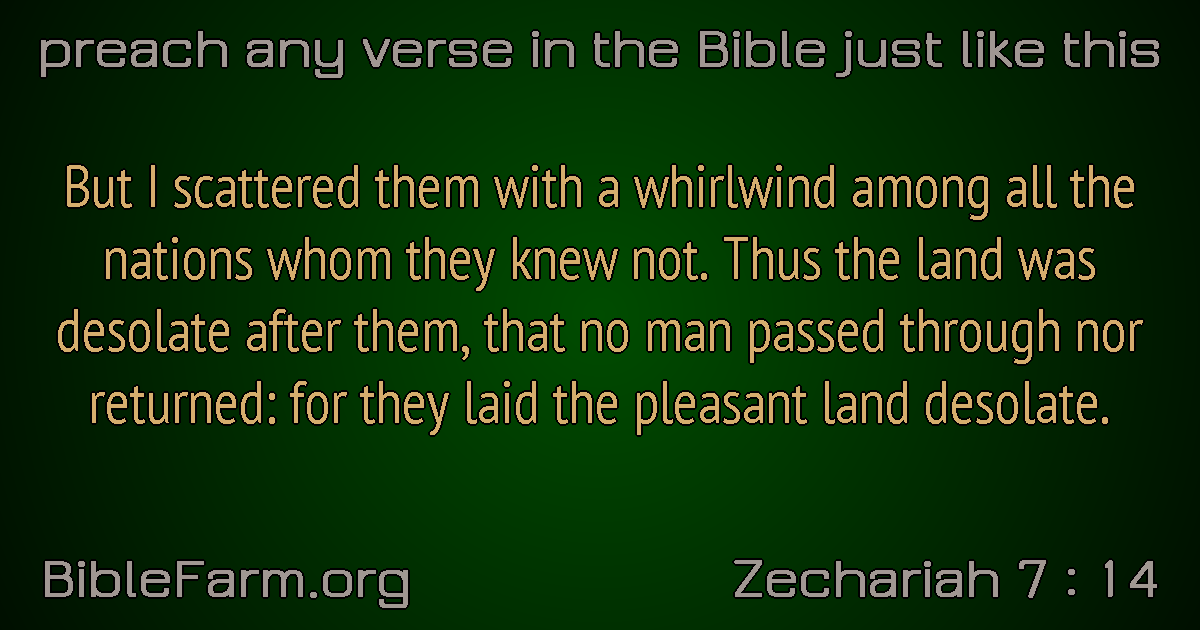 preach any verse in the Bible just like this
But I scattered them with a whirlwind among all the
nations whom they knew not. Thus the land was
desolate after them, that no man passed through nor
returned: for they laid the pleasant land desolate.
BibleFarm.org
Zechariah 7 : 14